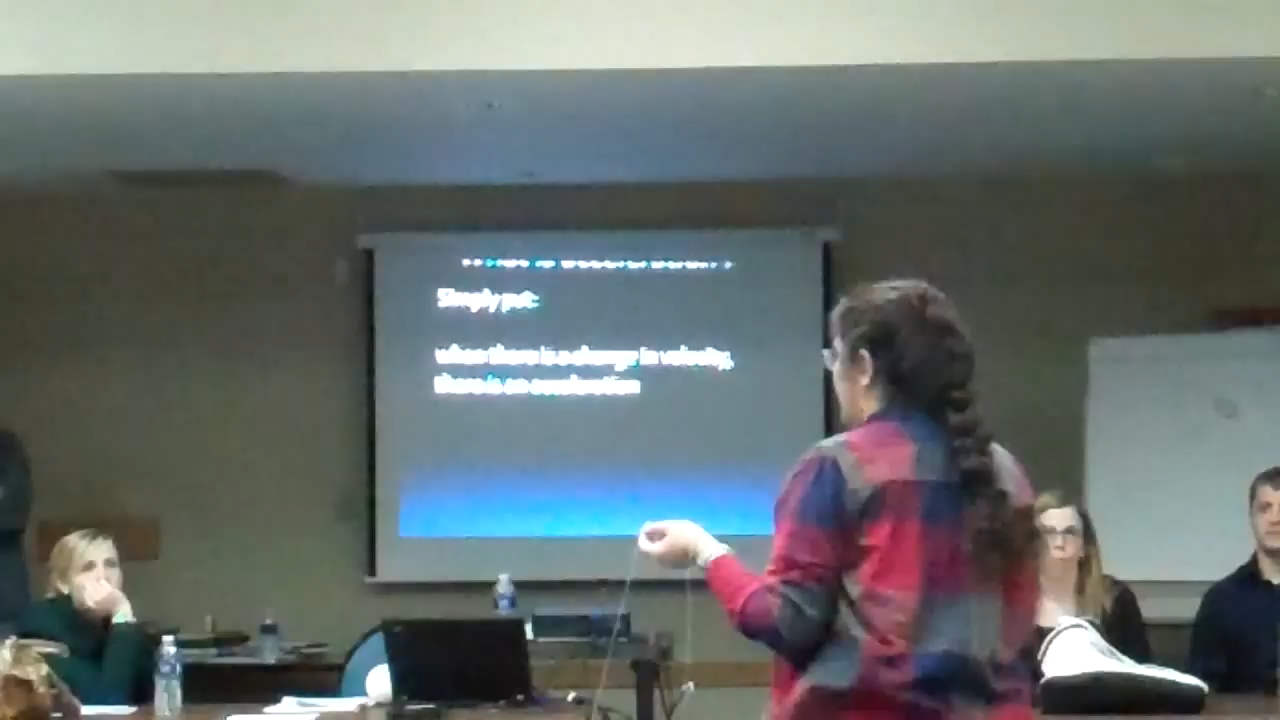 Simply put:
when there is a change in velocity,
there is an acceleration